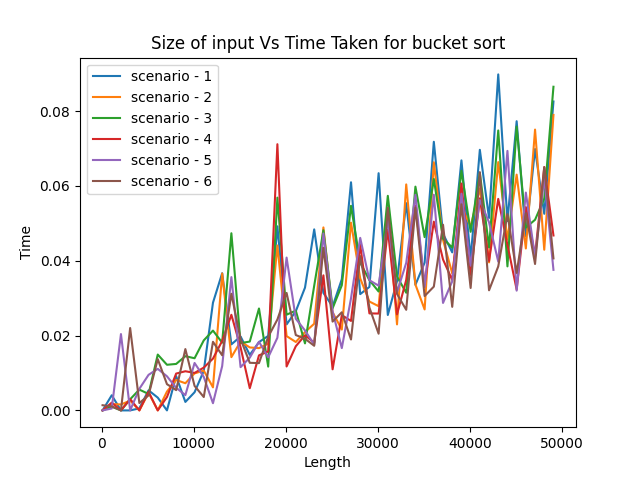 Size of input Vs Time Taken for bucket sort
scenario - 1
scenario - 2
scenario - 3
scenario - 4
scenario - 5
scenario - 6
Time
0.08
0.06
0.04
0.02
0.00
0
10000
20000
30000
40000
50000
Length